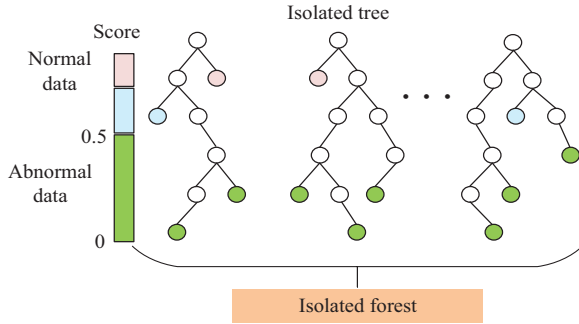 Isolated tree
Score
Normal
data
0.5
Abnormal
data
0
Isolated forest